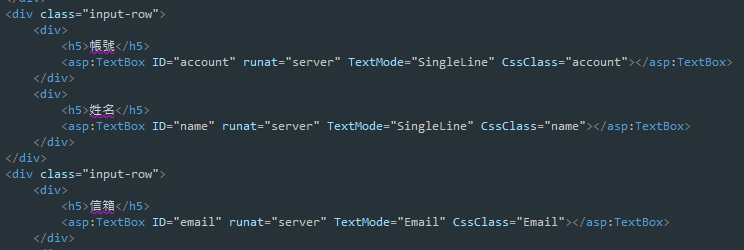 </div>
<div class="input-row">
<div>
<h5>帳號</h5>
<asp:TextBox ID="account" runat="server" TextMode="SingleLine" CssClass="account"></asp:TextBox>
</div>
<div>
<h5>姓名</h5>
<asp:TextBox ID="name" runat="server" TextMode="SingleLine" CssClass="name"></asp:TextBox>
</div>
</div>
<div class="input-row">
<div>
<h5>信箱</h5>
<asp:TextBox ID="email" runat="server" TextMode="Email" CssClass="Email"></asp:TextBox>
</div>